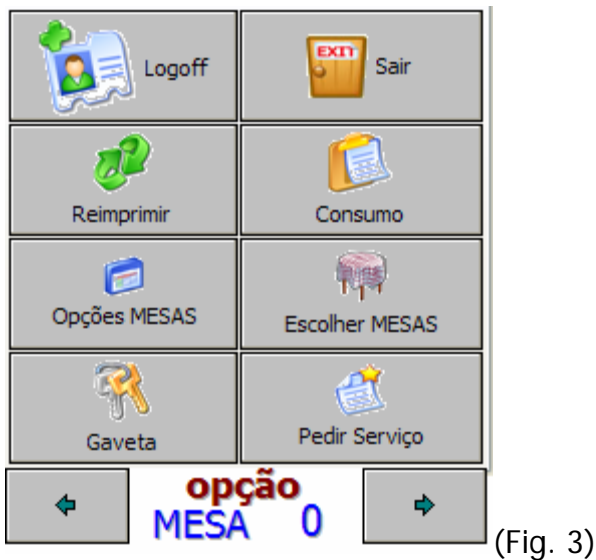 Logoff
EXIT
Sair
Reimprimir
Consumo
Opções MESAS
Escolher MESAS
Gaveta
Pedir Serviço
opção
MESA 0
(Fig. 3)